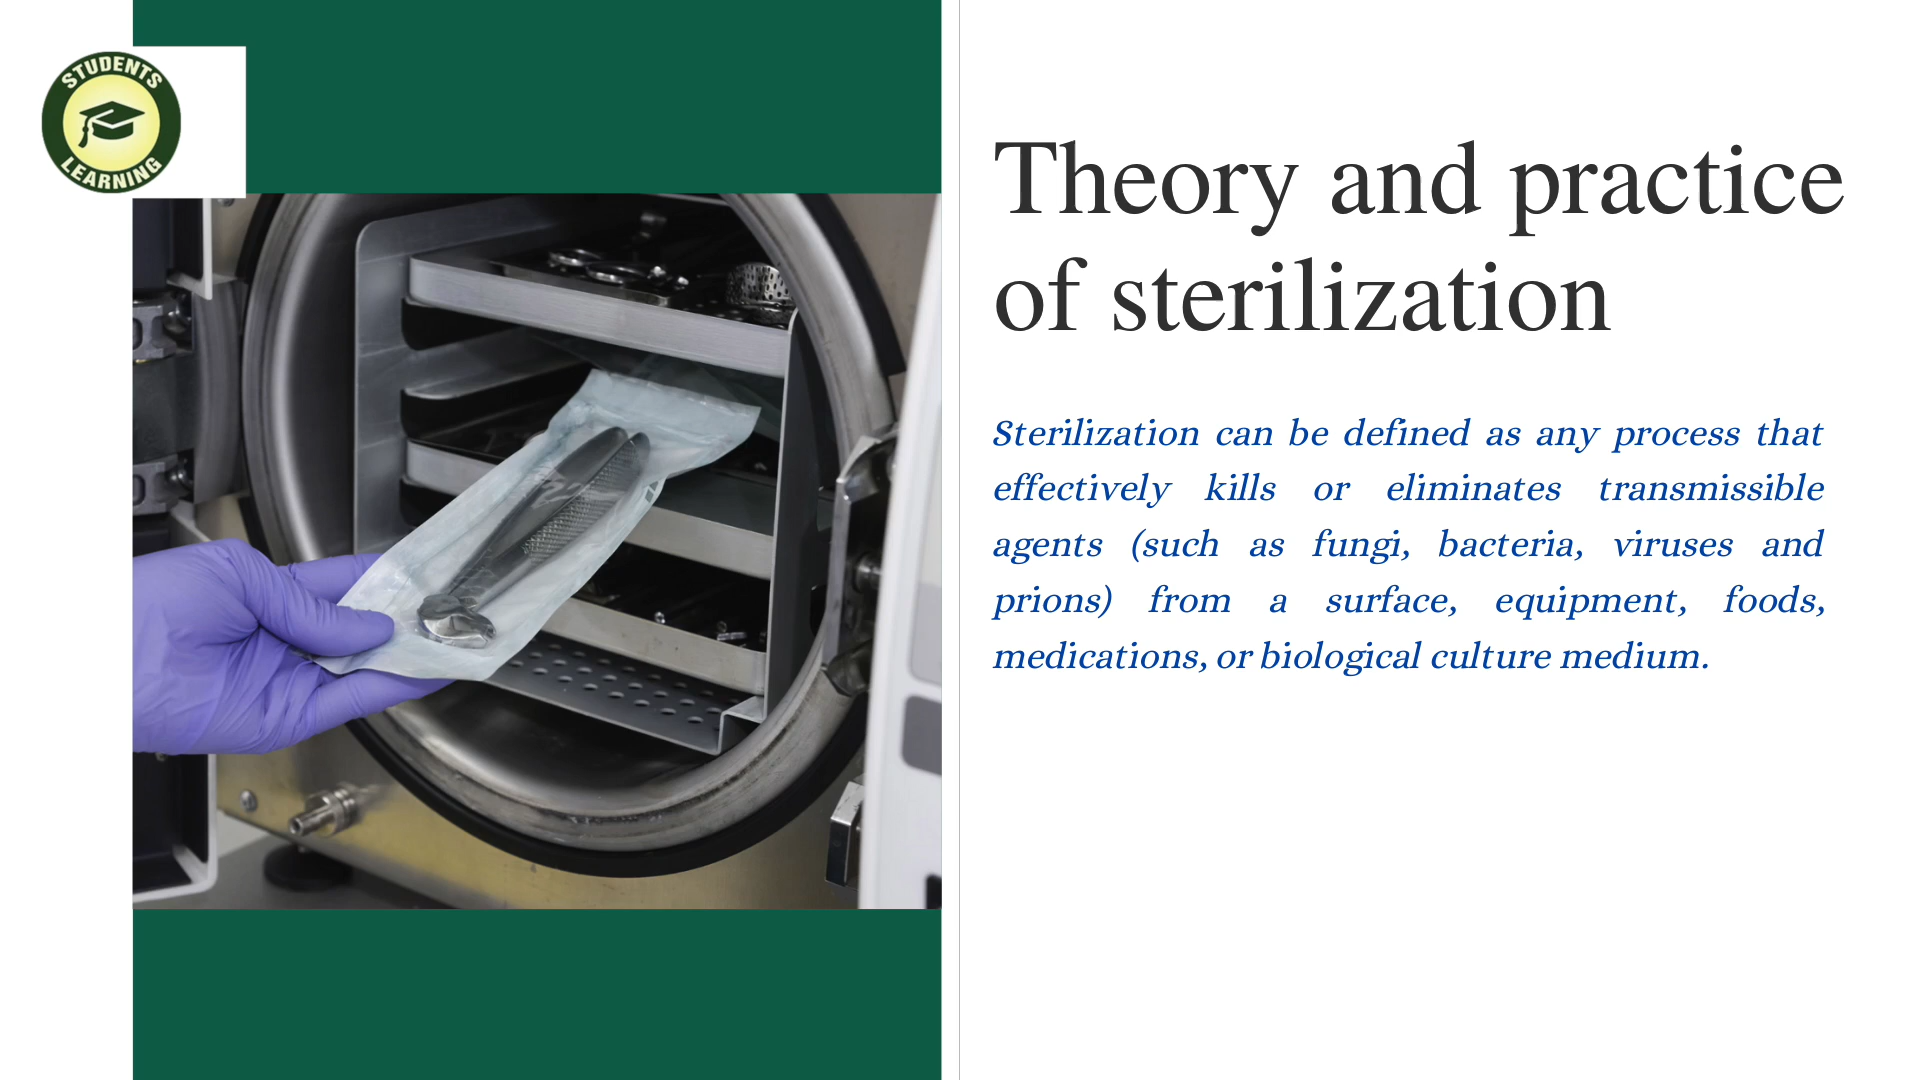 STUDENTS
LEARNING
Theory and practice
of sterilization
Sterilization can be defined as any process that
effectively kills or eliminates transmissible
agents (such as fungi, bacteria, viruses and
prions) from a surface, equipment, foods,
medications, or biological culture medium.